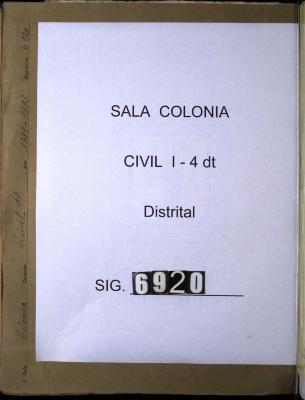 SALA COLONIA
CIVIL I - 4 dt
Distrital
SIG. 6920